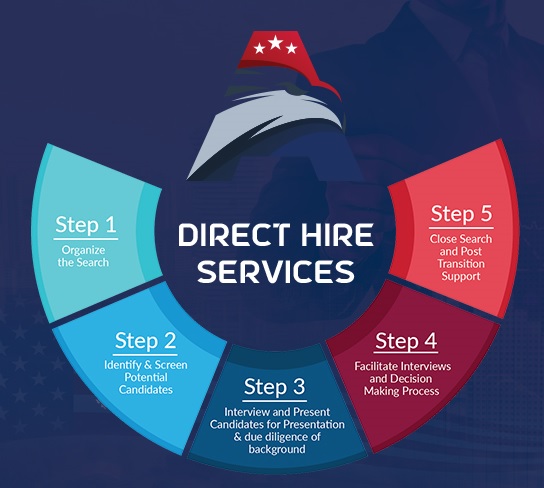 DIRECT HIRE
SERVICES
Step 1
Organize
the Search
Step 2
Identify & Screen
Potential
Candidates
Step 3
Interview and Present
Candidates for Presentation
& due diligence of
background
Step 4
Facilitate Interviews
and Decision
Making Process
Step 5
Close Search
and Post
Transition
Support